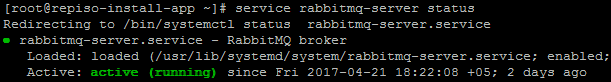 [root@repiso-install-app ~]# service rabbitmq-server status
Redirecting to /bin/systemctl status  rabbitmq-server.service
● rabbitmq-server.service - RabbitMQ broker
   Loaded: loaded (/usr/lib/systemd/system/rabbitmq-server.service; enabled;
   Active: active (running) since Fri 2017-04-21 18:22:08 +05; 2 days ago